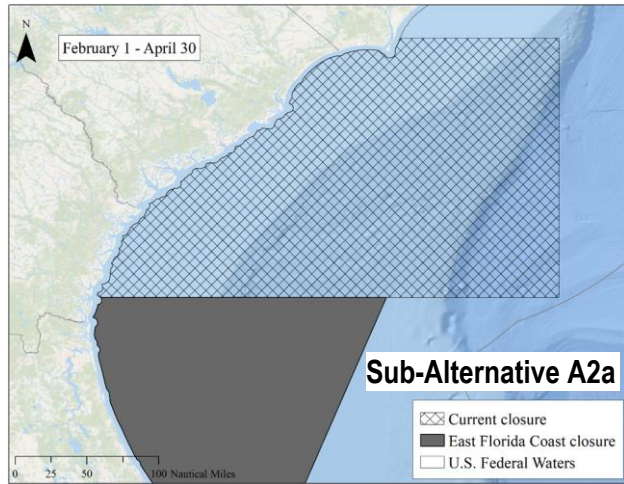 N
February 1 - April 30
Sub-Alternative A2a
Current closure
East Florida Coast closure
U.S. Federal Waters
0 25 50 100 Nautical Miles